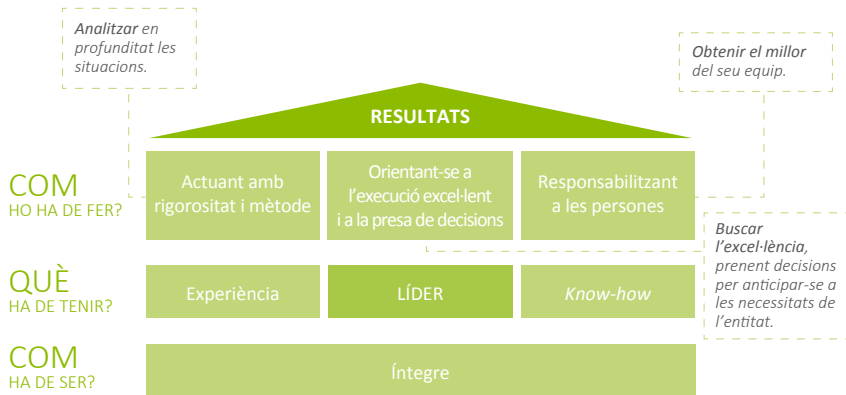 Analitzar en
profunditat les
situacions.
Obtenir el millor
del seu equip.
RESULTATS
COM
HO HA DE FER?
Actuant amb
rigorositat i mètode
Orientant-se a
l’execució excel·lent
i a la presa de decisions
Responsabilitzant
a les persones
Buscar
l’excel·lència,
prenent decisions
per anticipar-se a
les necessitats de
l’entitat.
QUÈ
HA DE TENIR?
Experiència
LÍDER
Know-how
COM
HA DE SER?
Íntegre